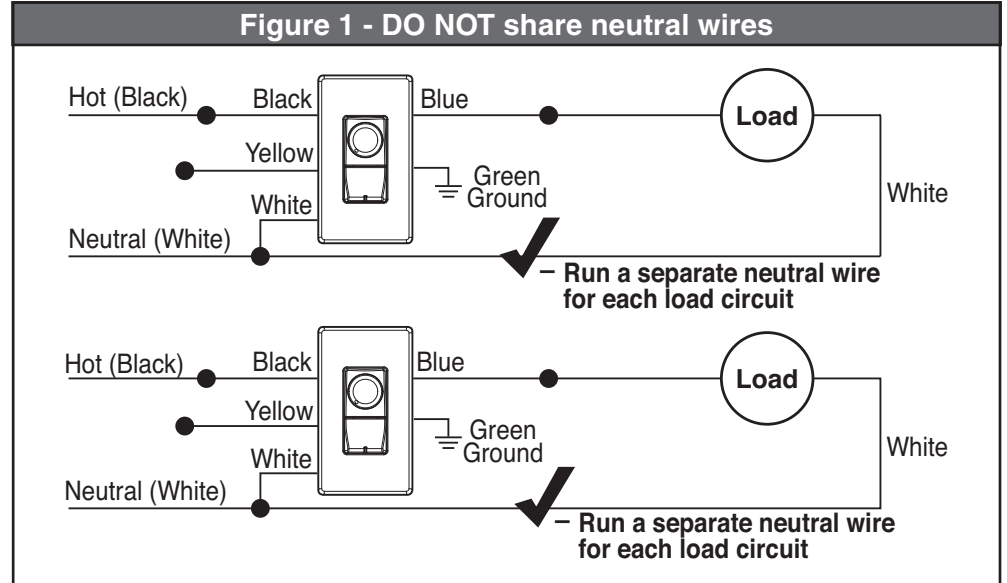 Figure 1 - DO NOT share neutral wires
Hot (Black)
Black
Blue
Load
Yellow
Green
Ground
White
White
Neutral (White)
– Run a separate neutral wire
for each load circuit
Hot (Black)
Black
Blue
Load
Yellow
Green
Ground
White
White
Neutral (White)
– Run a separate neutral wire
for each load circuit